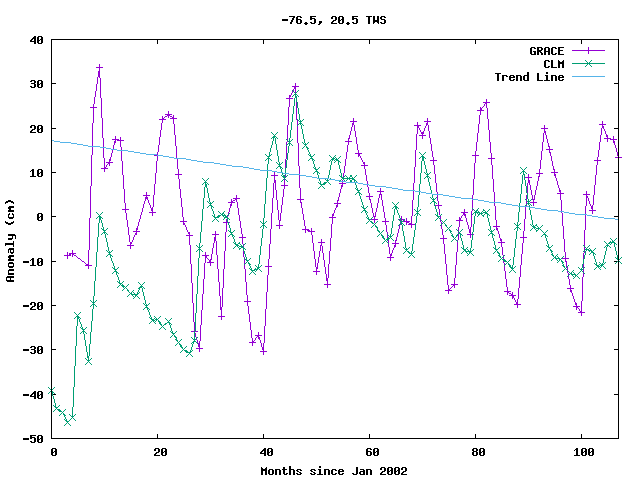 -76.5, 20.5 TWS
GRACE
CLM
Trend Line
40
30
20
10
0
-10
-20
-30
-40
-50
Anomaly (cm)
0 20 40 60 80 100
Months since Jan 2002